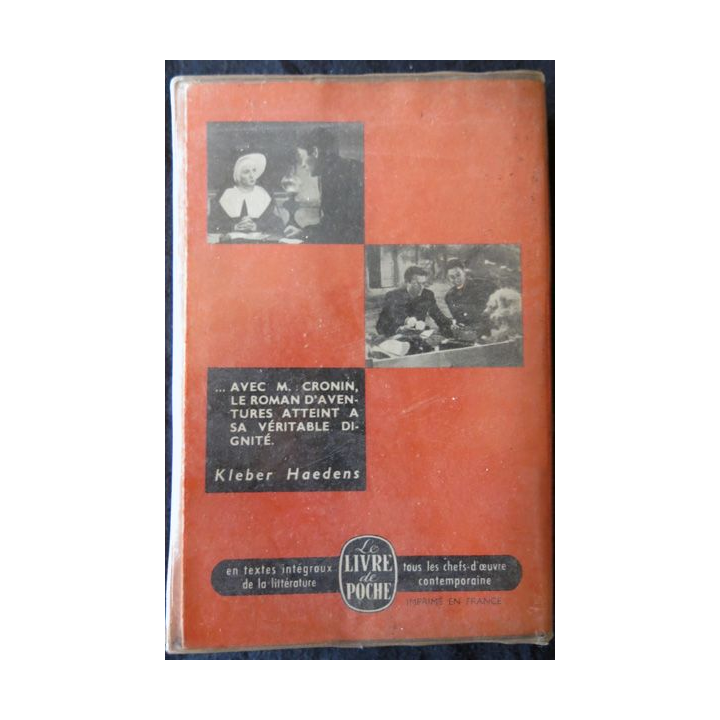 ... AVEC M. CRONIN,
LE ROMAN D'AVEN-
TURES ATTEINT A
SA VÉRITABLE DI-
GNITÉ.
Kleber Haedens
en textes intégraux
de la littérature
Le
LIVRE
de
POCHE
tous les chefs-d'œuvre
contemporaine
IMPRIMÉ EN FRANCE